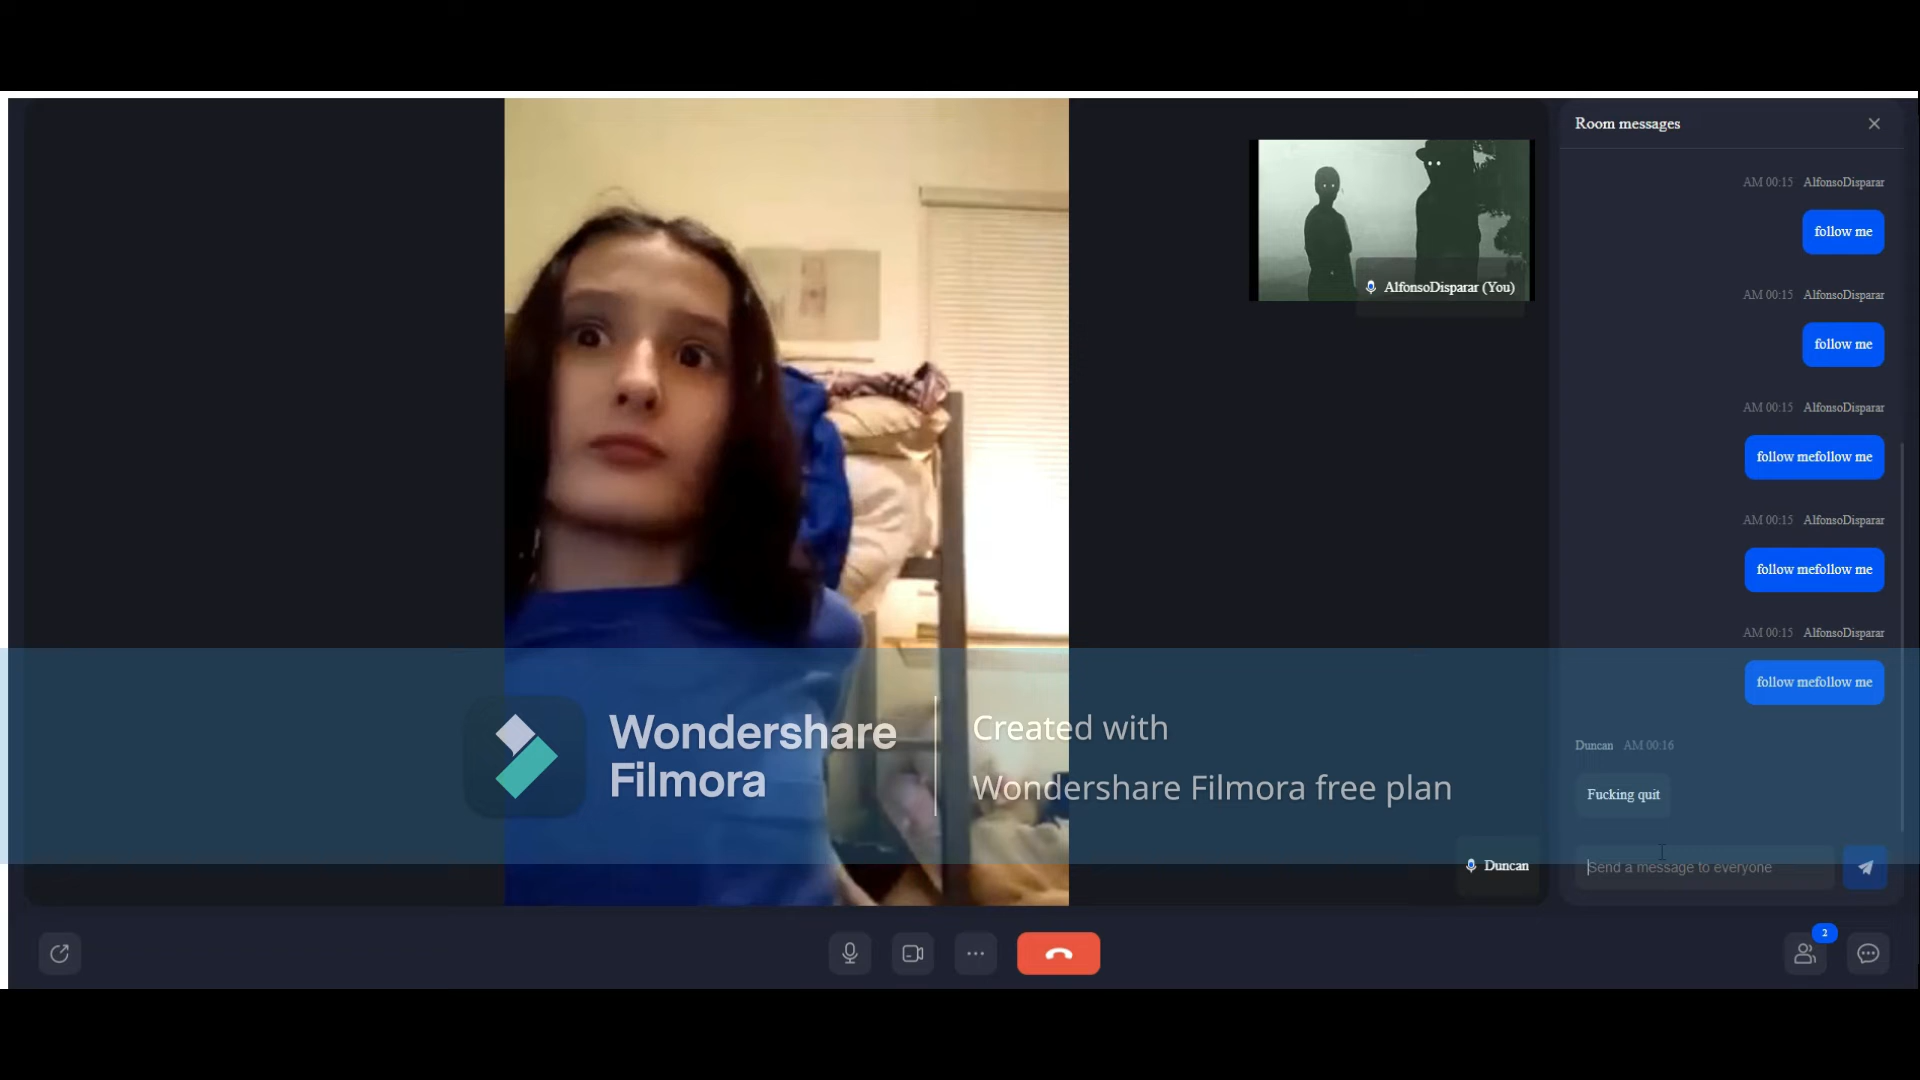 Room messages
AM 00:15 AlfonsoDisparar
follow me
AM 00:15 AlfonsoDisparar
follow me
AM 00:15 AlfonsoDisparar
follow mefollow me
AM 00:15 AlfonsoDisparar
follow mefollow me
AM 00:15 AlfonsoDisparar
follow mefollow me
Duncan AM 00:16
Fucking quit
Send a message to everyone
AlfonsoDisparar (You)
Duncan
Wondershare
Filmora
Created with
Wondershare Filmora free plan
2